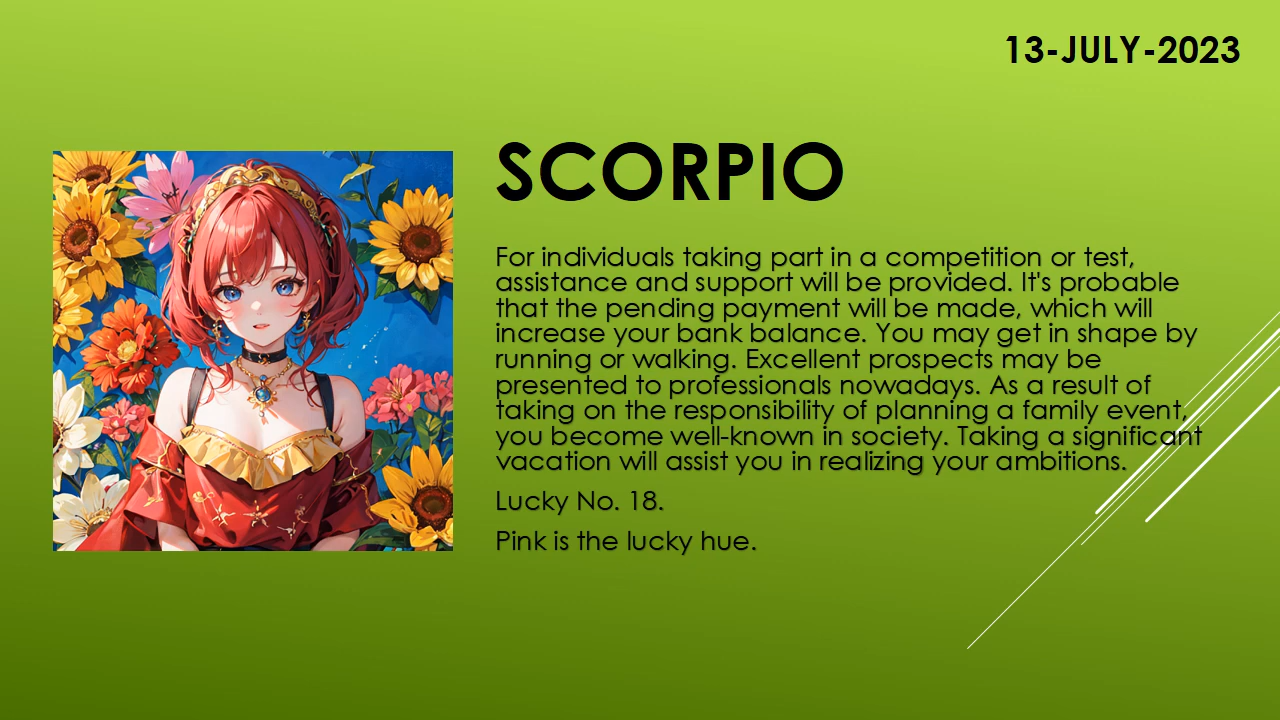 13-JULY-2023
SCORPIO
For individuals taking part in a competition or test,
assistance and support will be provided. It's probable
that the pending payment will be made, which will
increase your bank balance. You may get in shape by
running or walking. Excellent prospects may be
presented to professionals nowadays. As a result of
taking on the responsibility of planning a family event,
you become well-known in society. Taking a significant
vacation will assist you in realizing your ambitions.
Lucky No. 18.
Pink is the lucky hue.